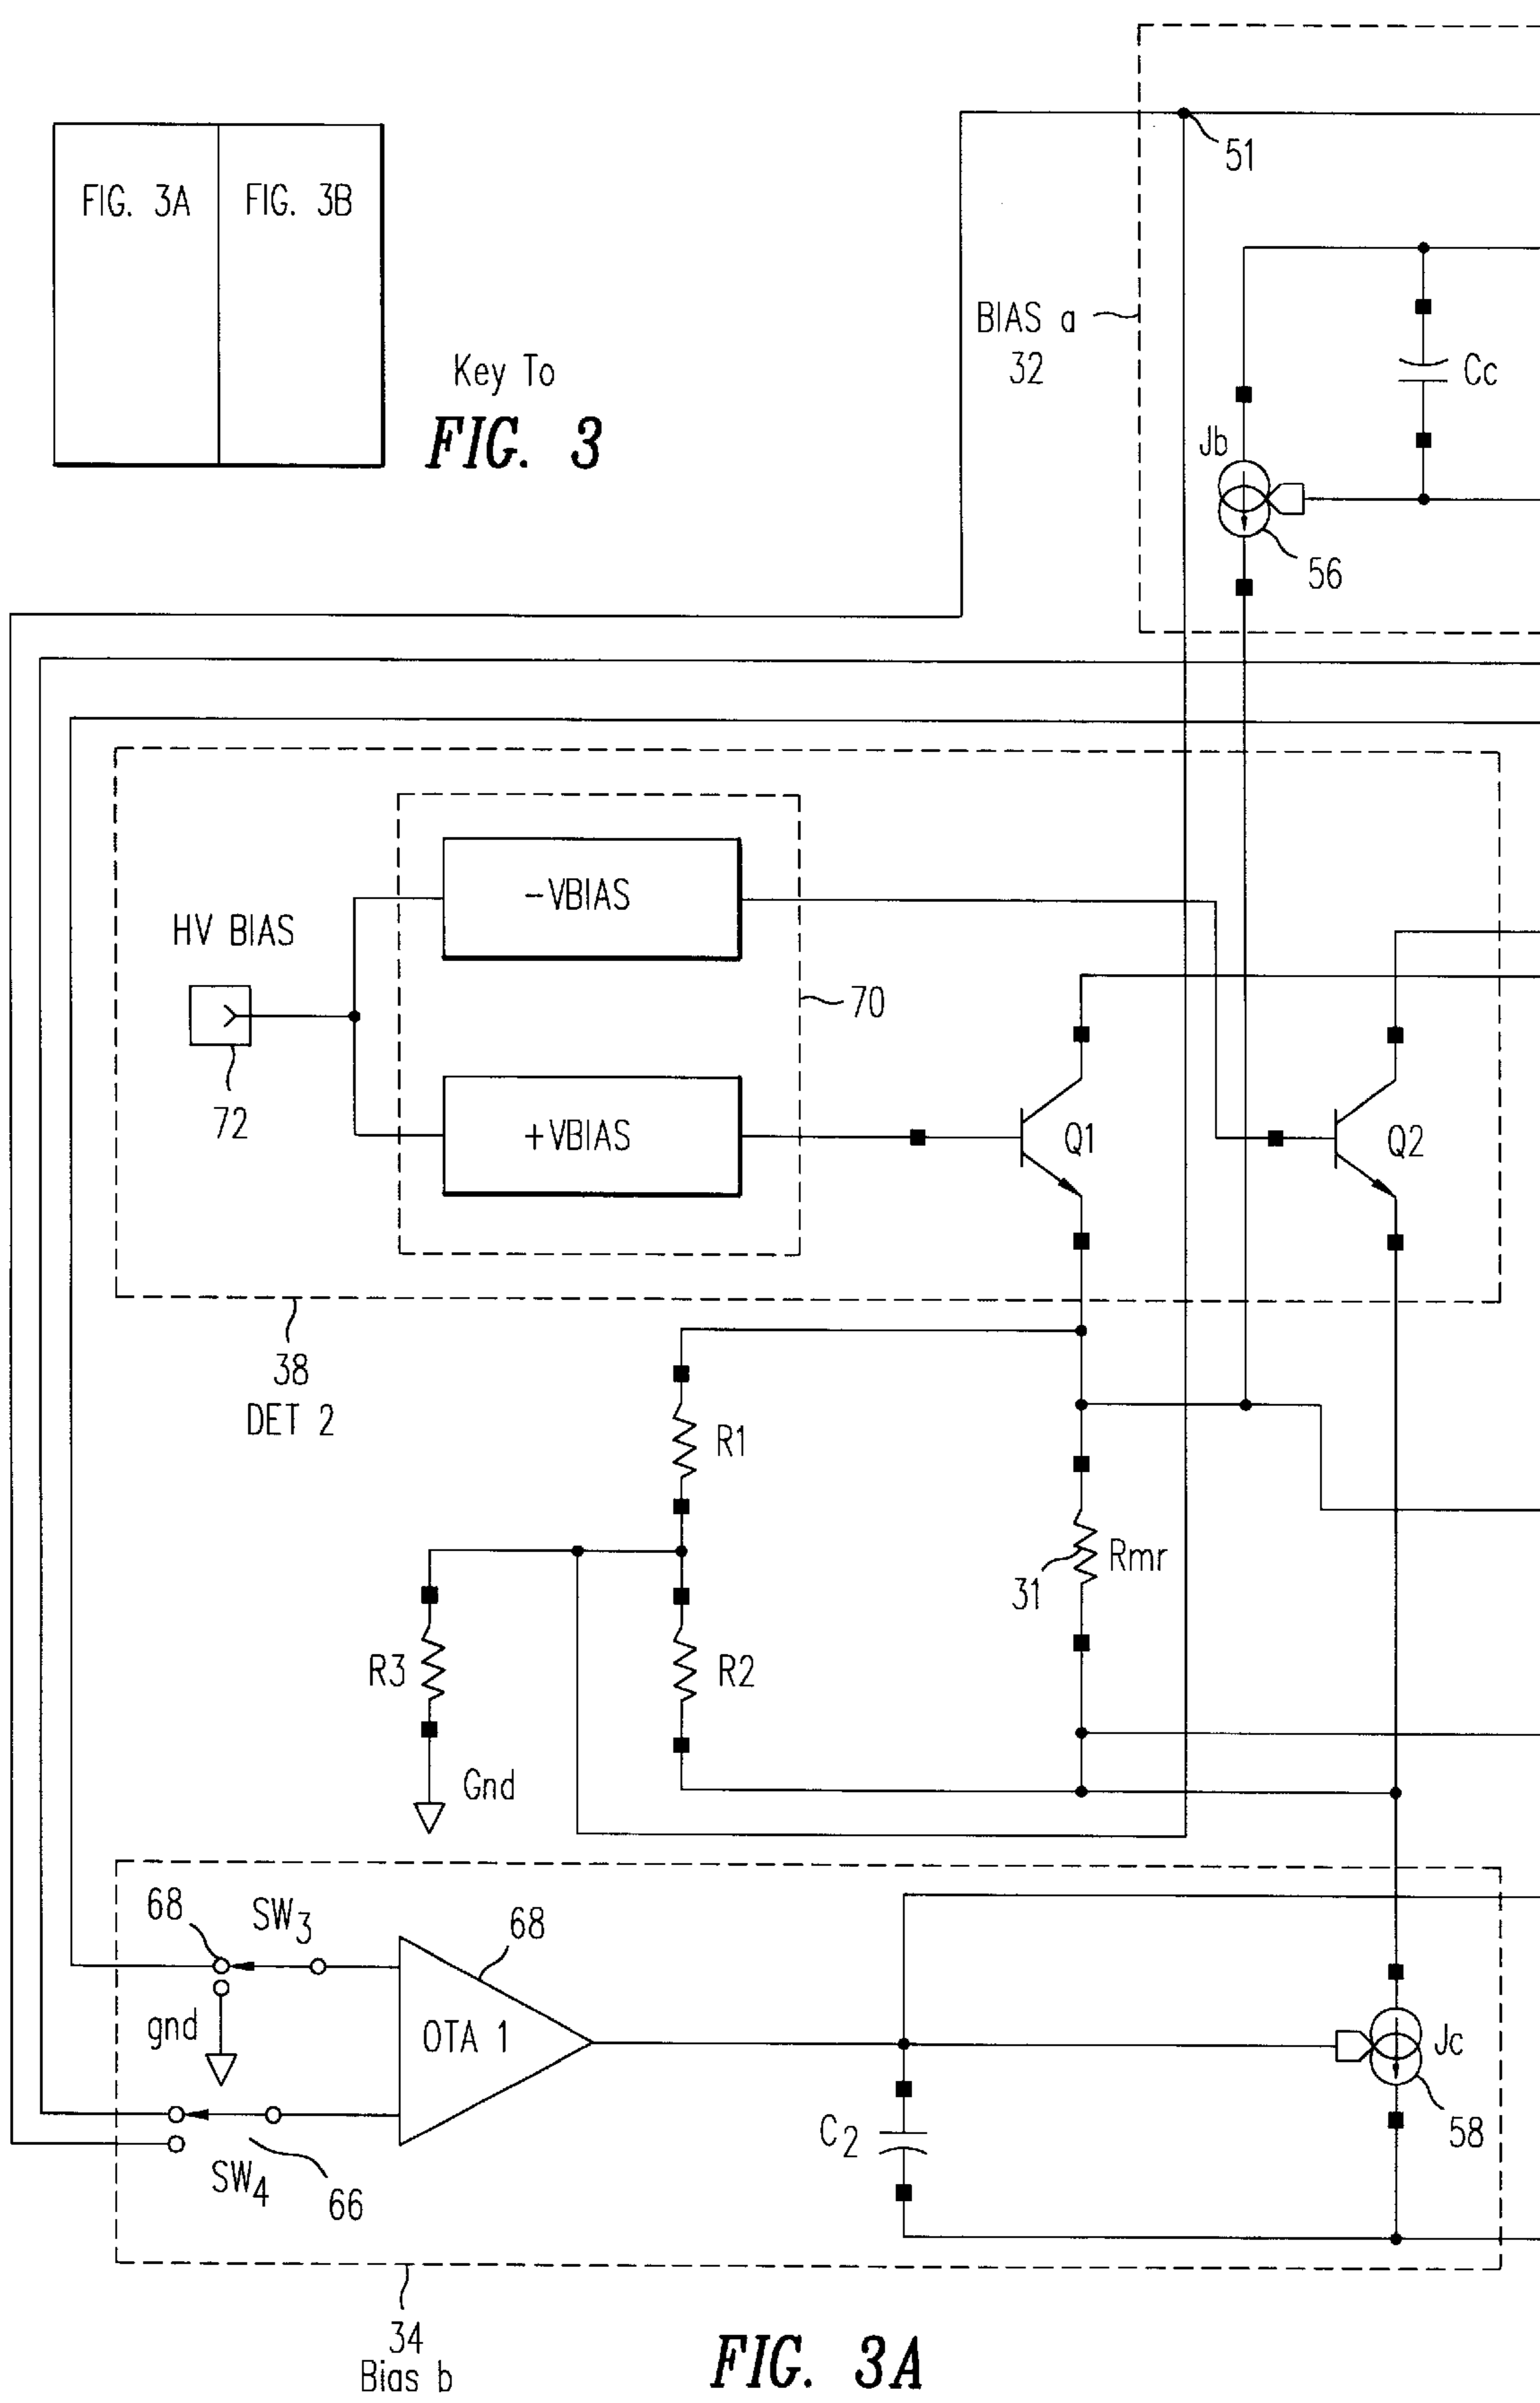 FIG. 3A
FIG. 3B
Key To
FIG. 3
51
BIAS a
32
Cc
Jb
56
HV BIAS
72
-VBIAS
+VBIAS
70
Q1
Q2
38
DET 2
R1
Rmr
31
R3
R2
Gnd
68
SW3
68
gnd
OTA 1
Jc
58
C2
SW4
66
34
Bias b
FIG. 3A